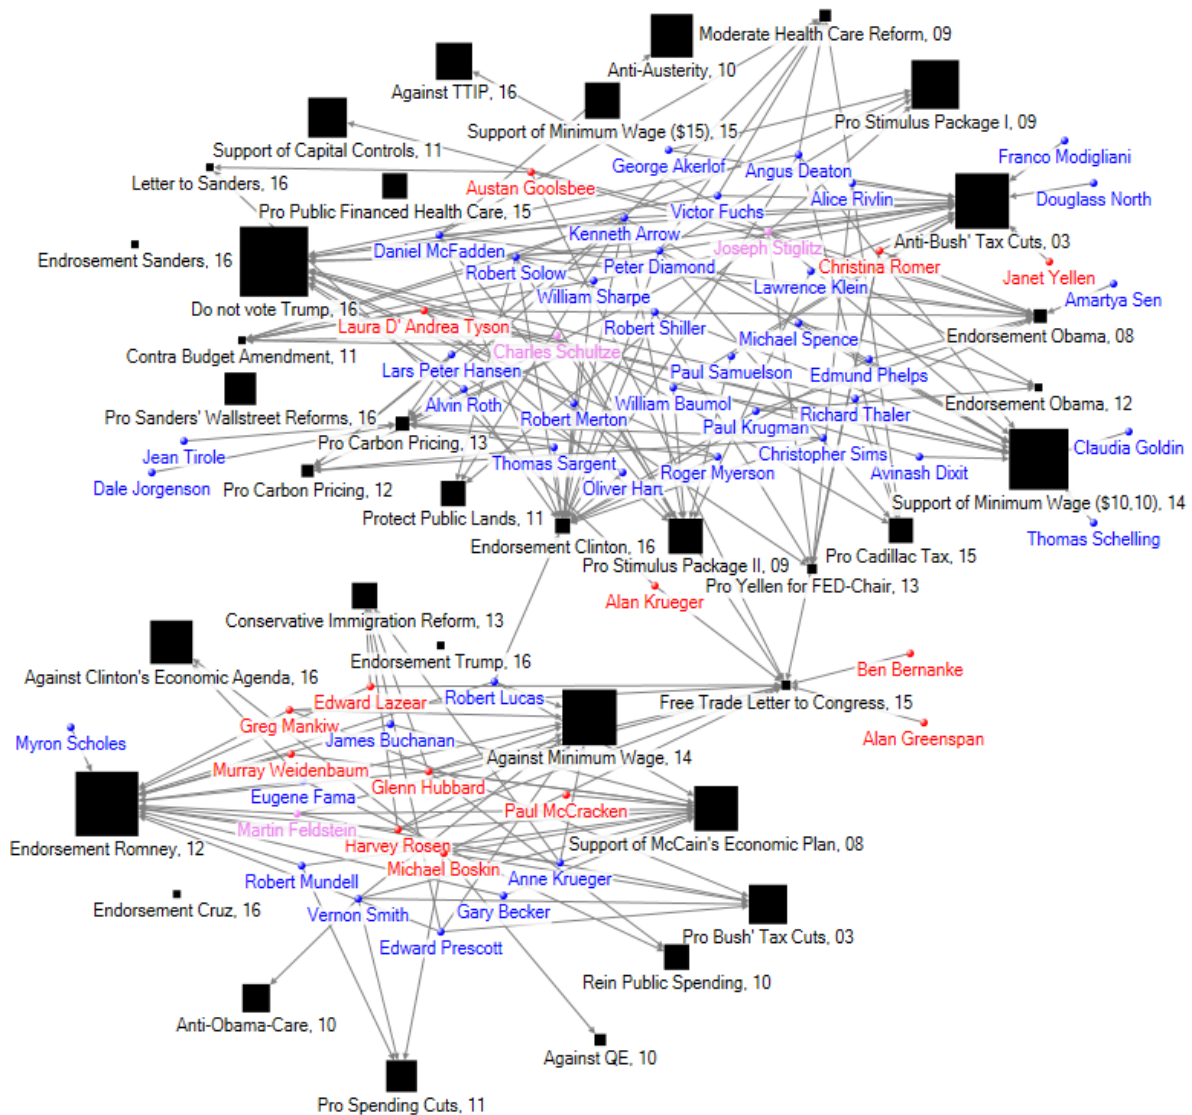 Moderate Health Care Reform, 09
Anti-Austerity, 10
Against TTIP, 16
Pro Stimulus Package I, 09
Support of Minimum Wage ($15), 15
Support of Capital Controls, 11
George Akerlof
Angus Deaton
Franco Modigliani
Letter to Sanders, 16
Austan Goolsbee
Pro Public Financed Health Care, 15
Victor Fuchs
Alice Rivlin
Douglass North
Kenneth Arrow
Endrosement Sanders, 16
Daniel McFadden
Joseph Stiglitz
Anti-Bush' Tax Cuts, 03
Robert Solow
Peter Diamond
Christina Romer
Janet Yellen
Lawrence Klein
William Sharpe
Amartya Sen
Do not vote Trump, 16
Laura D' Andrea Tyson
Robert Shiller
Michael Spence
Endorsement Obama, 08
Contra Budget Amendment, 11
Charles Schultze
Lars Peter Hansen
Paul Samuelson
Edmund Phelps
Alvin Roth
William Baumol
Endorsement Obama, 12
Pro Sanders' Wallstreet Reforms, 16
Robert Merton
Paul Krugman
Richard Thaler
Pro Carbon Pricing, 13
Claudia Goldin
Jean Tirole
Christopher Sims
Thomas Sargent
Roger Myerson
Avinash Dixit
Dale Jorgenson
Pro Carbon Pricing, 12
Oliver Hart
Support of Minimum Wage ($10,10), 14
Protect Public Lands, 11
Thomas Schelling
Endorsement Clinton, 16
Pro Cadillac Tax, 15
Pro Stimulus Package II, 09
Pro Yellen for FED-Chair, 13
Alan Krueger
Conservative Immigration Reform, 13
Endorsement Trump, 16
Ben Bernanke
Against Clinton's Economic Agenda, 16
Edward Lazear
Robert Lucas
Free Trade Letter to Congress, 15
Greg Mankiw
Alan Greenspan
Myron Scholes
James Buchanan
Against Minimum Wage, 14
Murray Weidenbaum
Glenn Hubbard
Eugene Fama
Paul McCracken
Martin Feldstein
Harvey Rosen
Support of McCain's Economic Plan, 08
Endorsement Romney, 12
Michael Boskin
Robert Mundell
Anne Krueger
Endorsement Cruz, 16
Vernon Smith
Gary Becker
Pro Bush' Tax Cuts, 03
Edward Prescott
Rein Public Spending, 10
Anti-Obama-Care, 10
Against QE, 10
Pro Spending Cuts, 11